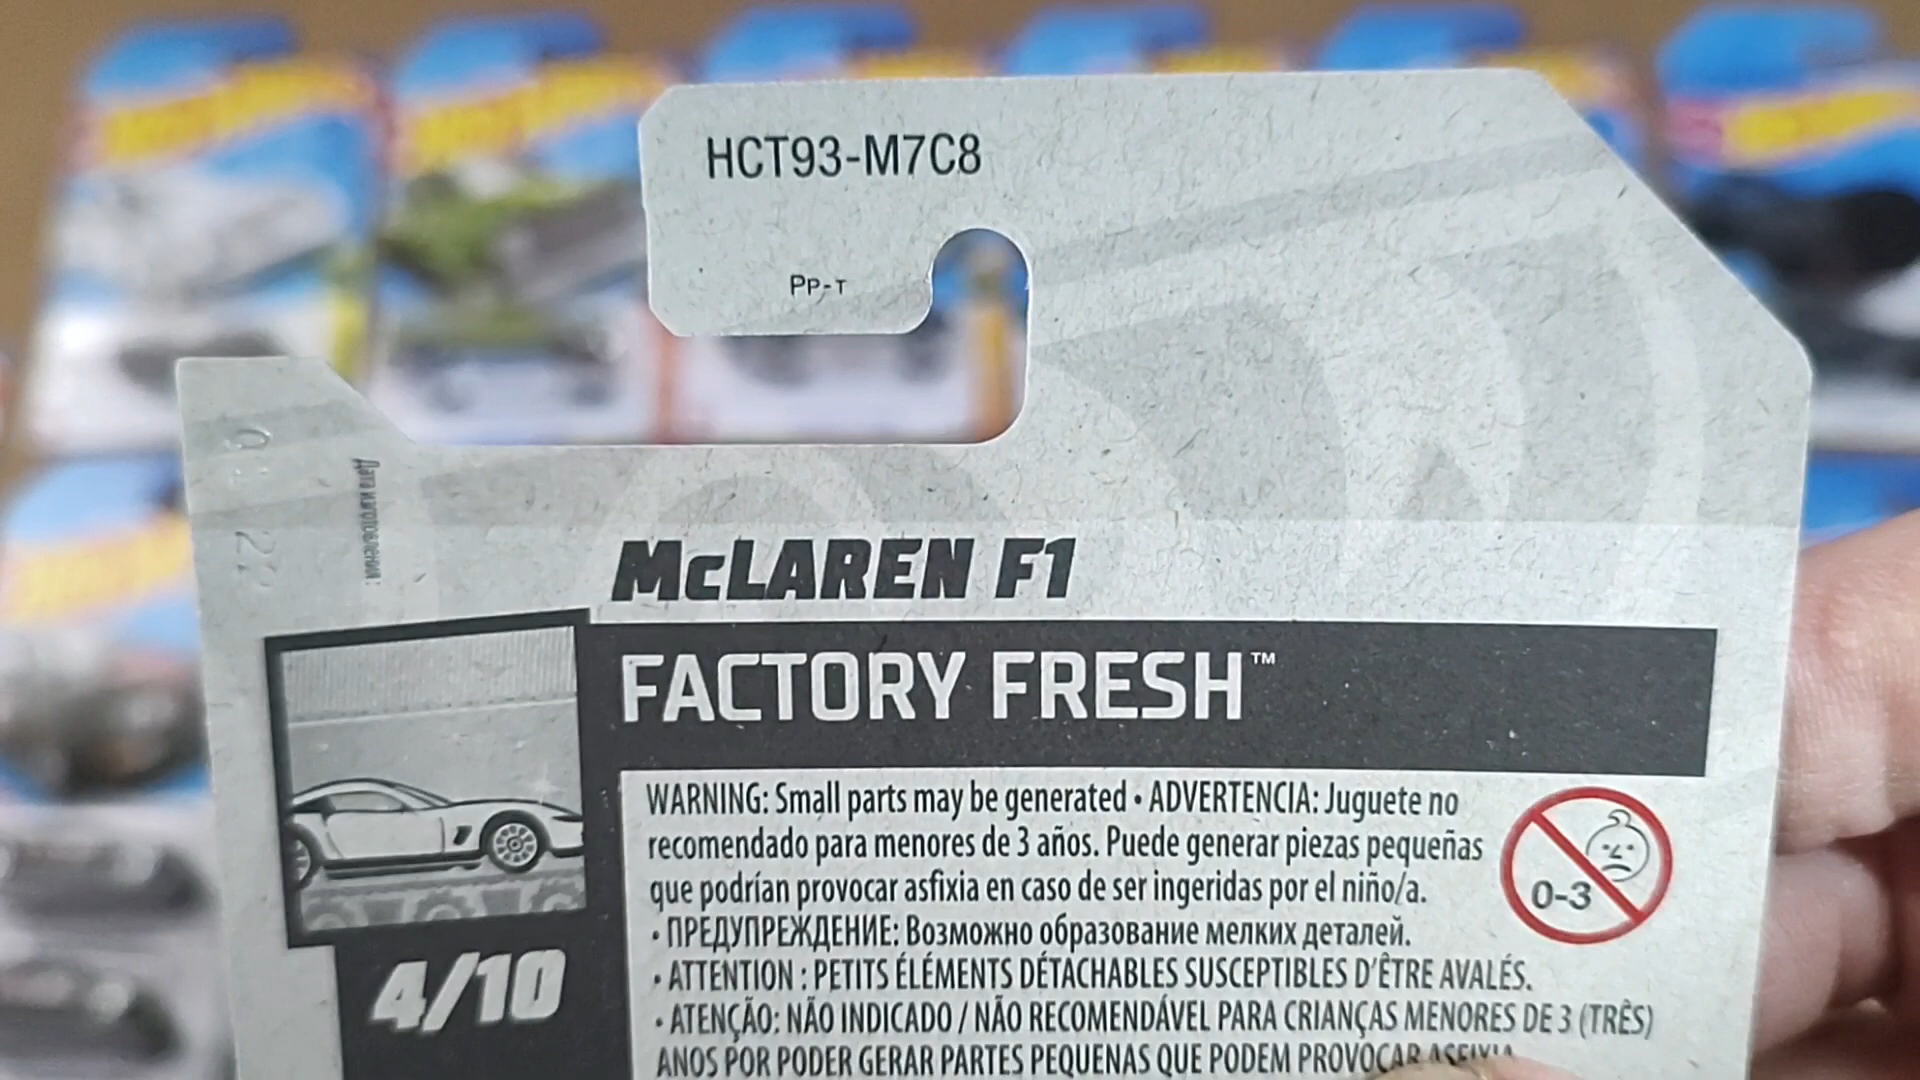 HCT93-M7C8
PP-T
Дата изготовления:
22
McLAREN F1
FACTORY FRESH™
WARNING: Small parts may be generated • ADVERTENCIA: Juguete no
recomendado para menores de 3 años. Puede generar piezas pequeñas
que podrían provocar asfixia en caso de ser ingeridas por el niño/a.
• ПРЕДУПРЕЖДЕНИЕ: Возможно образование мелких деталей.
• ATTENTION : PETITS ÉLÉMENTS DÉTACHABLES SUSCEPTIBLES D'ÊTRE AVALÉS.
• ATENÇÃO: NÃO INDICADO / NÃO RECOMENDÁVEL PARA CRIANÇAS MENORES DE 3 (TRÊS)
ANOS POR PODER GERAR PARTES PEQUENAS QUE PODEM PROVOCAR ASFIXIA
0-3
4/10